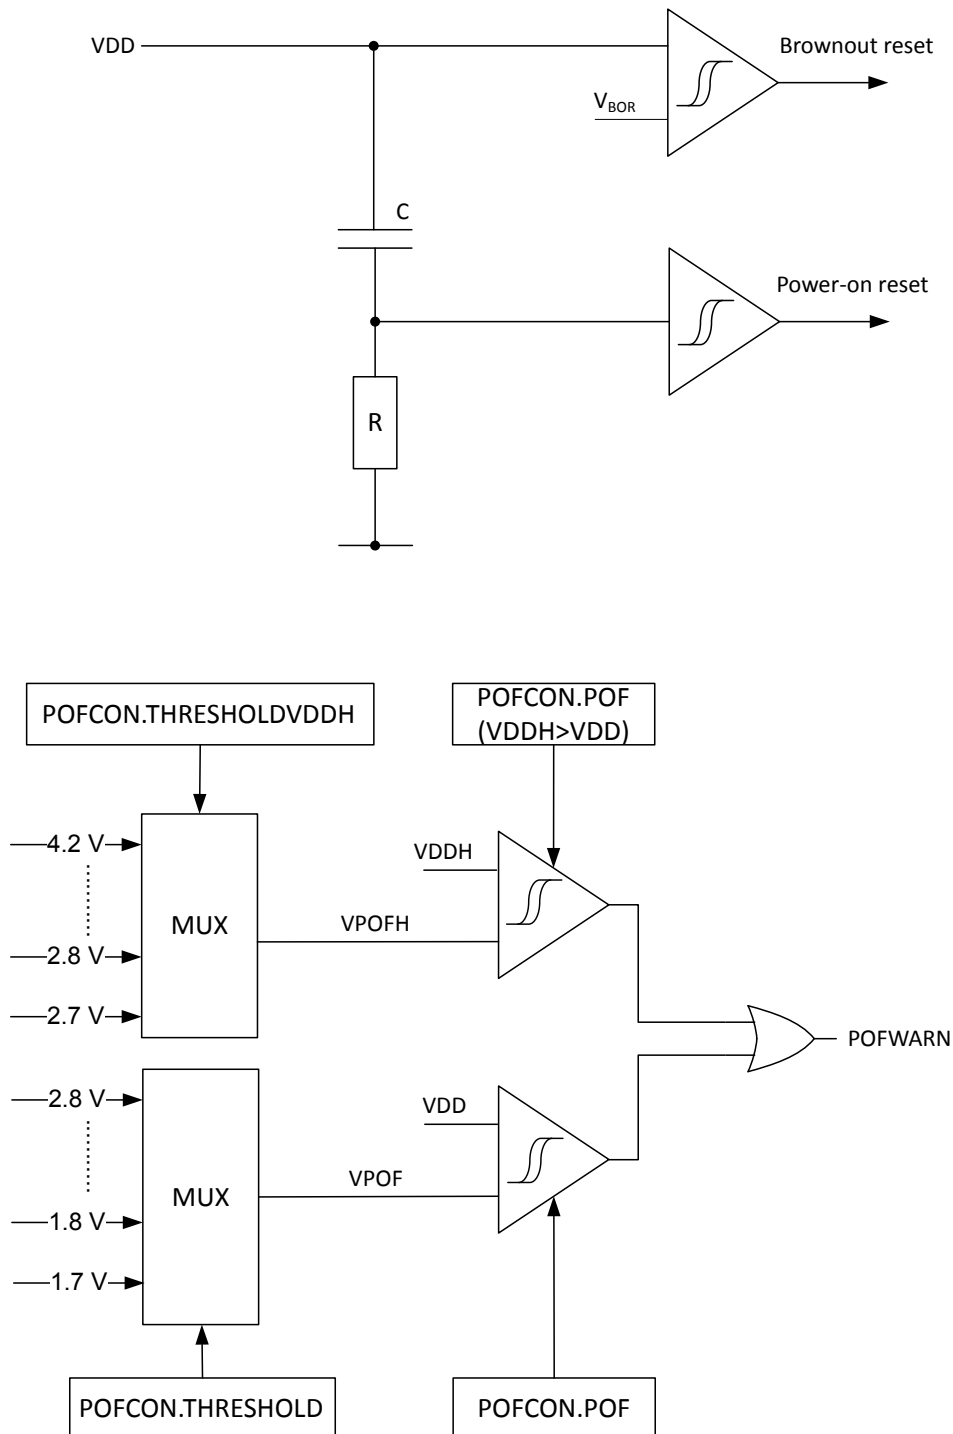 VDD
Brownout reset
VBOR
C
Power-on reset
R
POFCON.THRESHOLDVDDH
POFCON.POF
(VDDH>VDD)
4.2 V
VDDH
MUX
VPOFH
2.8 V
2.7 V
POFWARN
2.8 V
VDD
MUX
VPOF
1.8 V
1.7 V
POFCON.THRESHOLD
POFCON.POF